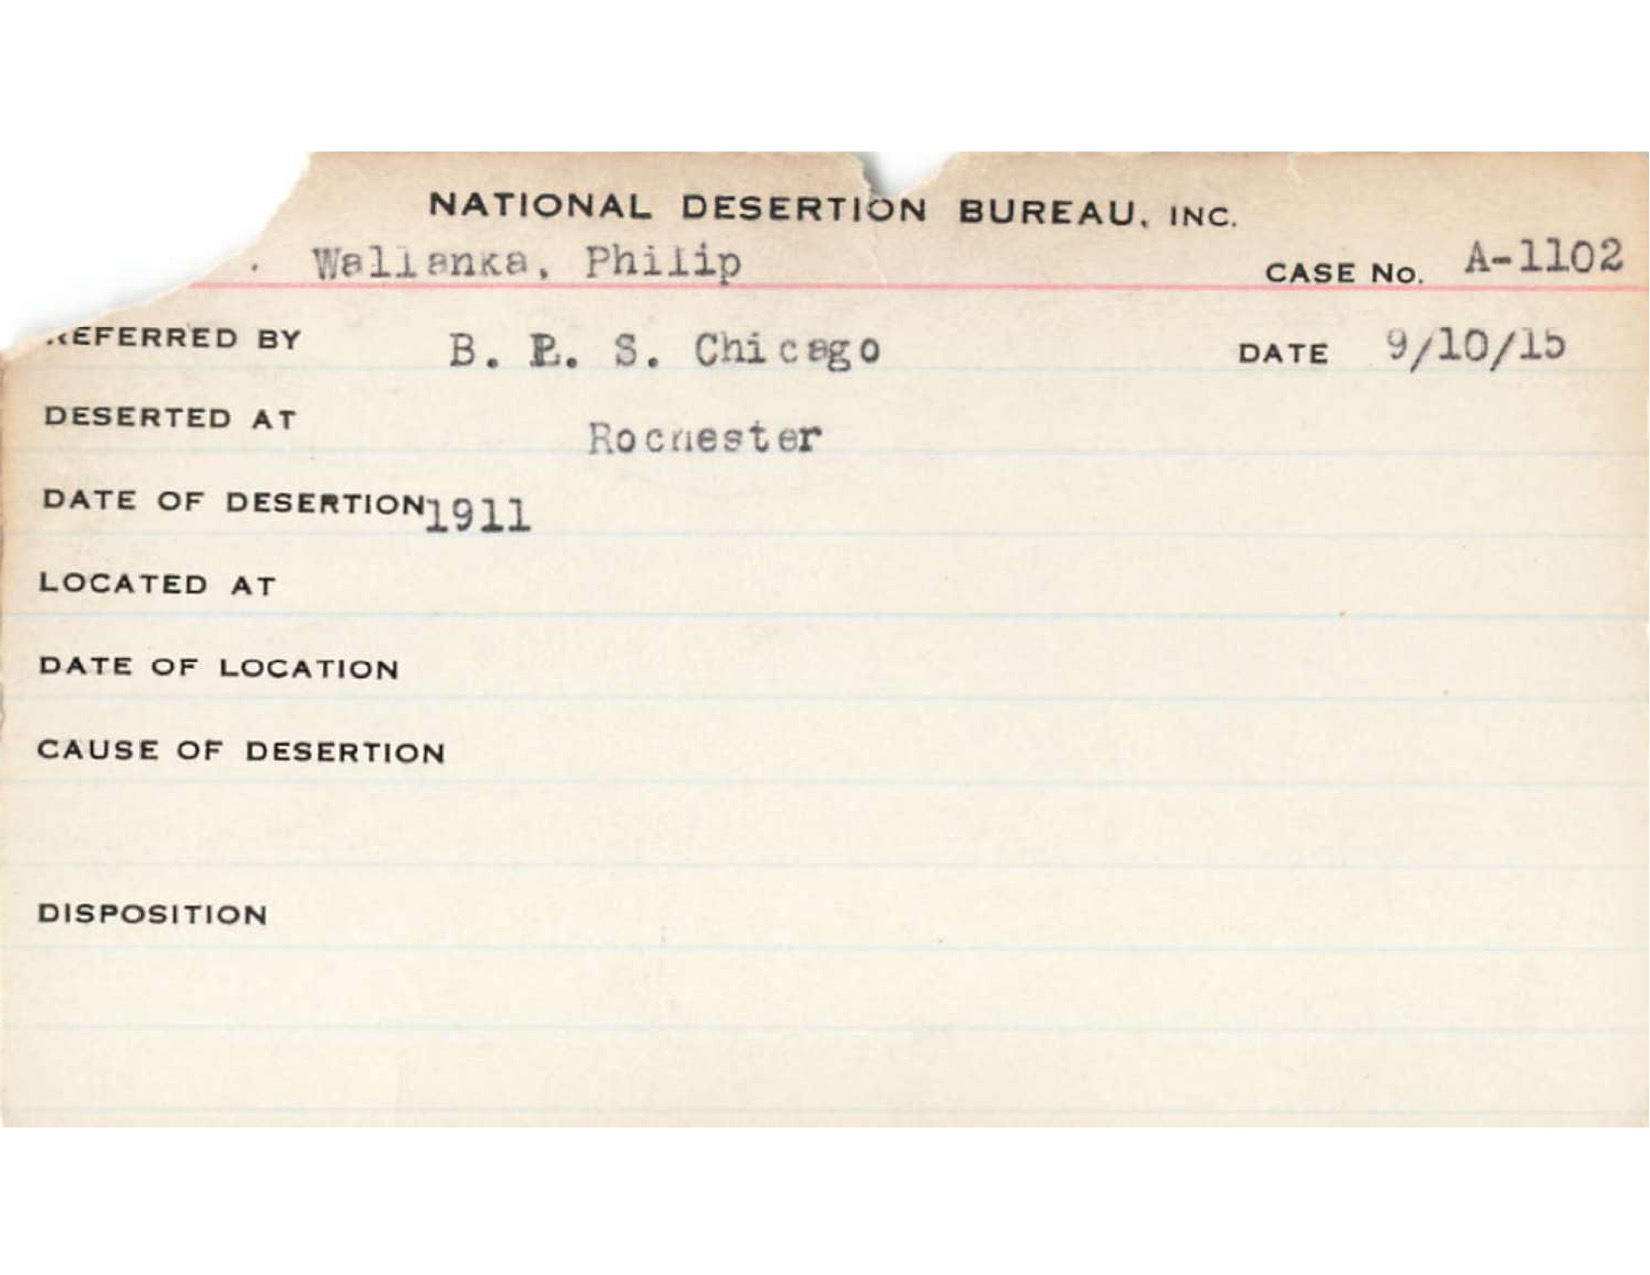 NATIONAL DESERTION BUREAU, INC.
Wallanka, Philip CASE No. A-1102
REFERRED BY B. P. S. Chicago DATE 9/10/15
DESERTED AT Rochester
DATE OF DESERTION 1911
LOCATED AT
DATE OF LOCATION
CAUSE OF DESERTION
DISPOSITION